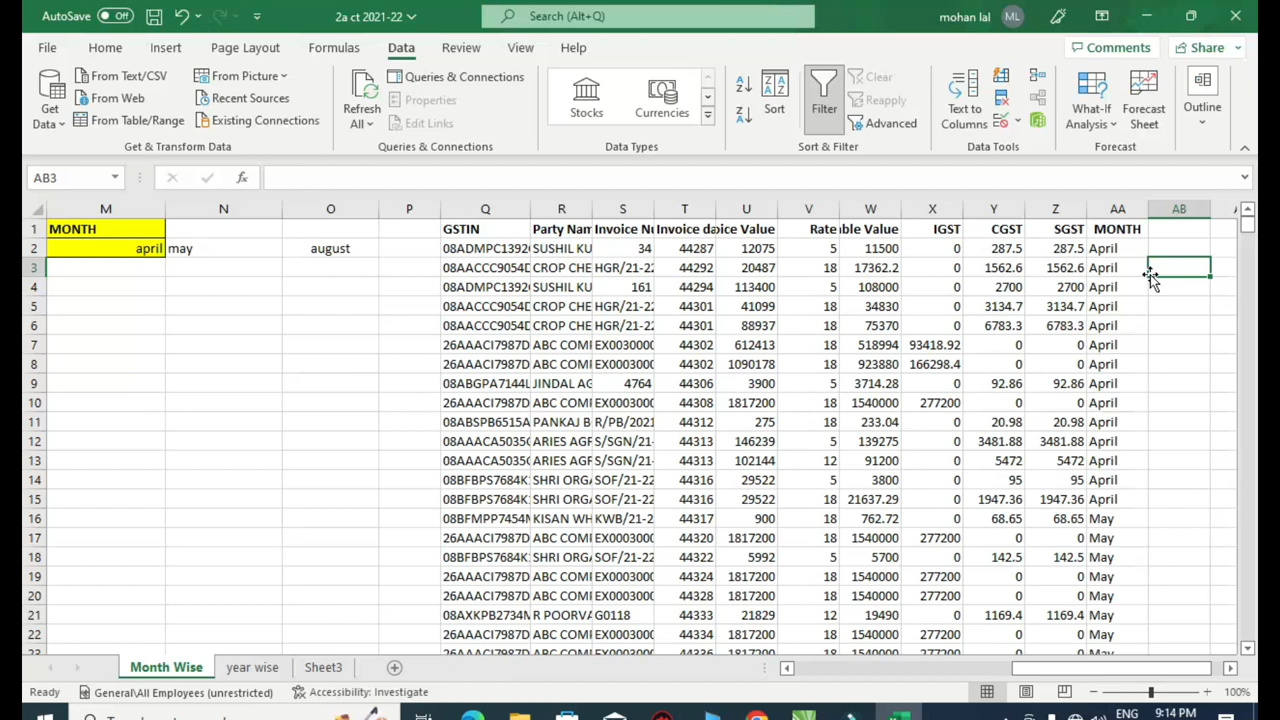 AutoSave Off 2a ct 2021-22 Search (Alt+Q) mohan lal ML
File Home Insert Page Layout Formulas Data Review View Help Comments Share
Get Data From Text/CSV From Picture Refresh All Queries & Connections Stocks Currencies Sort Filter Clear Text to Columns What-If Analysis Forecast Sheet Outline
From Web Recent Sources Properties Reapply
From Table/Range Existing Connections Edit Links Advanced
Get & Transform Data Queries & Connections Data Types Sort & Filter Data Tools Forecast
AB3 fx
M N O P Q R S T U V W X Y Z AA AB
1 MONTH GSTIN Party Nam Invoice Nu Invoice da oice Value Rate ble Value IGST CGST SGST MONTH
2 april may august 08ADMPC1392 SUSHIL KU 34 44287 12075 5 11500 0 287.5 287.5 April
3 08AACCC9054D CROP CHE HGR/21-22 44292 20487 18 17362.2 0 1562.6 1562.6 April
4 08ADMPC1392 SUSHIL KU 161 44294 113400 5 108000 0 2700 2700 April
5 08AACCC9054D CROP CHE HGR/21-22 44301 41099 18 34830 0 3134.7 3134.7 April
6 08AACCC9054D CROP CHE HGR/21-22 44301 88937 18 75370 0 6783.3 6783.3 April
7 26AAACI7987D ABC COMI EX0030000 44302 612413 18 518994 93418.92 0 0 April
8 26AAACI7987D ABC COMI EX0003000 44302 1090178 18 923880 166298.4 0 0 April
9 08ABGPA7144L JINDAL AG 4764 44306 3900 5 3714.28 0 92.86 92.86 April
10 26AAACI7987D ABC COMI EX0003000 44308 1817200 18 1540000 277200 0 0 April
11 08ABSPB6515A PANKAJ B R/PB/2021 44312 275 18 233.04 0 20.98 20.98 April
12 08AAACA5035 ARIES AGF S/SGN/21- 44313 146239 5 139275 0 3481.88 3481.88 April
13 08AAACA5035 ARIES AGF S/SGN/21- 44313 102144 12 91200 0 5472 5472 April
14 08BFBPS7684K SHRI ORG SOF/21-22 44316 29522 5 3800 0 95 95 April
15 08BFBPS7684K SHRI ORG SOF/21-22 44316 29522 18 21637.29 0 1947.36 1947.36 April
16 08BFMPP7454 KISAN WH KWB/21-2 44317 900 18 762.72 0 68.65 68.65 May
17 26AAACI7987D ABC COMI EX0003000 44320 1817200 18 1540000 277200 0 0 May
18 08BFBPS7684K SHRI ORG SOF/21-22 44322 5992 5 5700 0 142.5 142.5 May
19 26AAACI7987D ABC COMI EX0003000 44324 1817200 18 1540000 277200 0 0 May
20 26AAACI7987D ABC COMI EX0003000 44328 1817200 18 1540000 277200 0 0 May
21 08AXKPB2734 R POORVA G0118 44333 21829 12 19490 0 1169.4 1169.4 May
22 26AAACI7987D ABC COMI EX0003000 44334 1817200 18 1540000 277200 0 0 May
Month Wise year wise Sheet3
Ready General\All Employees (unrestricted) Accessibility: Investigate 100%
ENG 9:14 PM